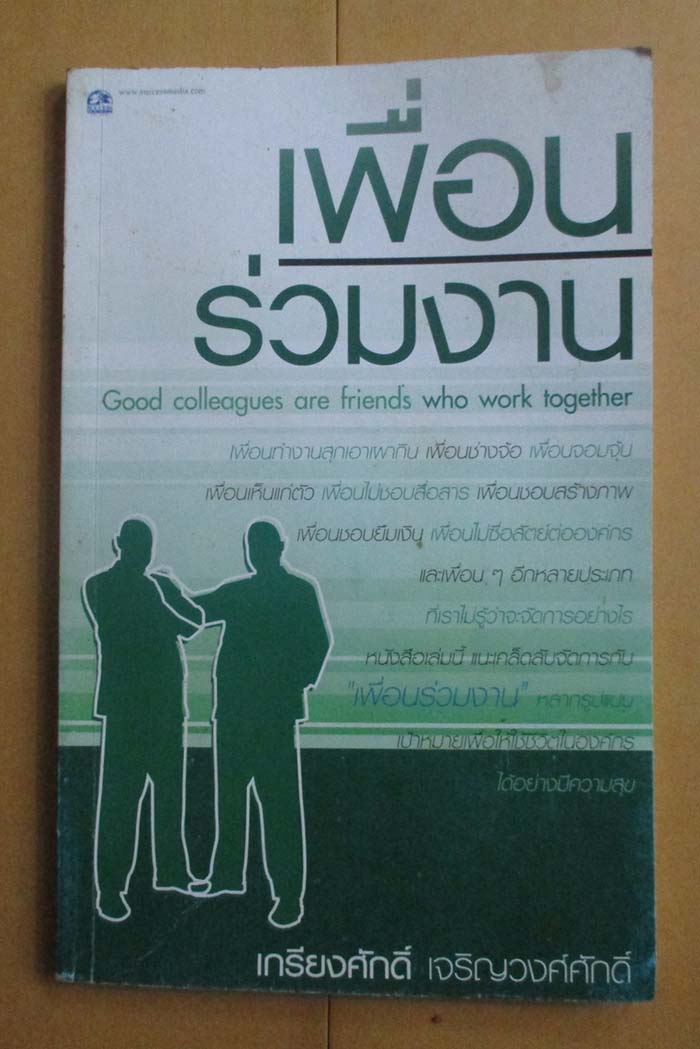 www.successmedia.com
เพื่อน
ร่วมงาน
Good colleagues are friend's who work together
เพื่อนทำงานสุกเอาเผากิน เพื่อนช่างจ้อ เพื่อนจอมจุ้น
เพื่อนเห็นแก่ตัว เพื่อนไม่ชอบสื่อสาร เพื่อนชอบสร้างภาพ
เพื่อนชอบยืมเงิน เพื่อนไม่ซื่อสัตย์ต่อองค์กร
และเพื่อน ๆ อีกหลายประเภท
ที่เราไม่รู้ว่าจะจัดการอย่างไร
หนังสือเล่มนี้ แนะเคล็ดลับจัดการกับ
"เพื่อนร่วมงาน" หลากรูปแบบ
เป้าหมายเพื่อให้ใช้ชีวิตในองค์กร
ได้อย่างมีความสุข
เกรียงศักดิ์ เจริญวงศ์ศักดิ์